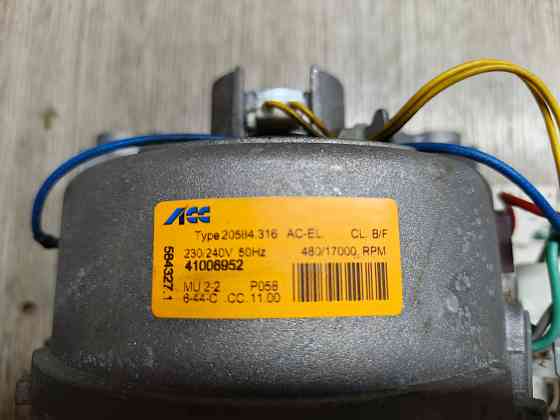 ACC
Type 20584.316 AC-EL. CL. B/F
230/240V 50Hz 480/17000, RPM
41006952
MU 2-2 P058
6-44-C .CC. 11.00
584327.1